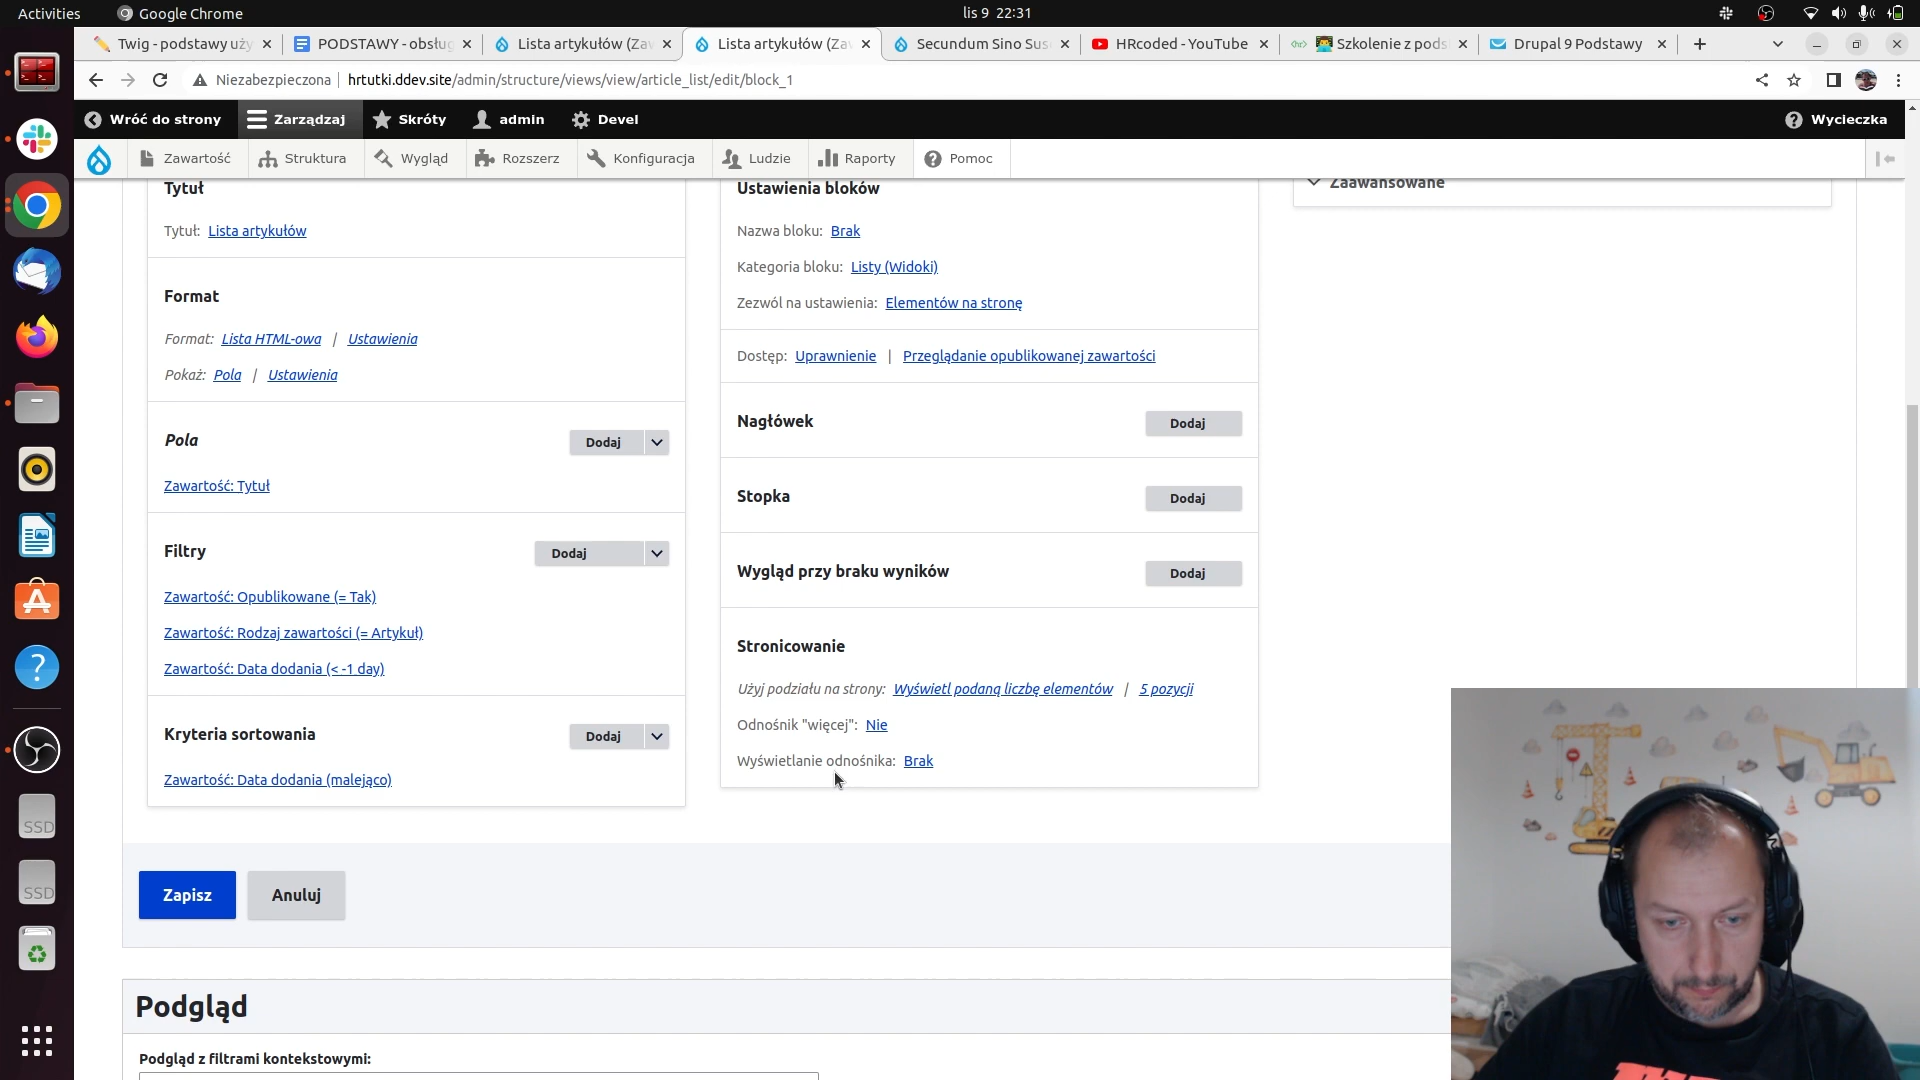 Activities
Google Chrome
lis 9 22:31
Twig - podstawy uży
PODSTAWY - obsług
Lista artykułów (Zaw
Lista artykułów (Zaw
Secundum Sino Sus
HRcoded - YouTube
Szkolenie z pods
Drupal 9 Podstawy
Niezabezpieczona
hrtutki.ddev.site/admin/structure/views/view/article_list/edit/block_1
Wróć do strony
Zarządzaj
Skróty
admin
Devel
Wycieczka
Zawartość
Struktura
Wygląd
Rozszerz
Konfiguracja
Ludzie
Raporty
Pomoc
Tytuł
Tytuł: Lista artykułów
Format
Format: Lista HTML-owa | Ustawienia
Pokaż: Pola | Ustawienia
Pola
Dodaj
Zawartość: Tytuł
Filtry
Dodaj
Zawartość: Opublikowane (= Tak)
Zawartość: Rodzaj zawartości (= Artykuł)
Zawartość: Data dodania (< -1 day)
Kryteria sortowania
Dodaj
Zawartość: Data dodania (malejąco)
Ustawienia bloków
Nazwa bloku: Brak
Kategoria bloku: Listy (Widoki)
Zezwól na ustawienia: Elementów na stronę
Dostęp: Uprawnienie | Przeglądanie opublikowanej zawartości
Nagłówek
Dodaj
Stopka
Dodaj
Wygląd przy braku wyników
Dodaj
Stronicowanie
Użyj podziału na strony: Wyświetl podaną liczbę elementów | 5 pozycji
Odnośnik "więcej": Nie
Wyświetlanie odnośnika: Brak
Zaawansowane
Zapisz
Anuluj
Podgląd
Podgląd z filtrami kontekstowymi:
SSD
SSD